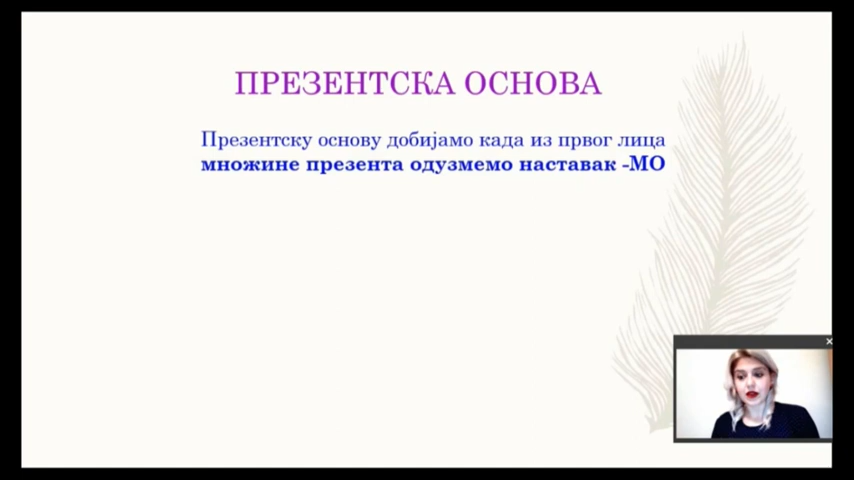 ПРЕЗЕНТСКА ОСНОВА
Презентску основу добијамо када из првог лица
множине презента одузмемо наставак -МО